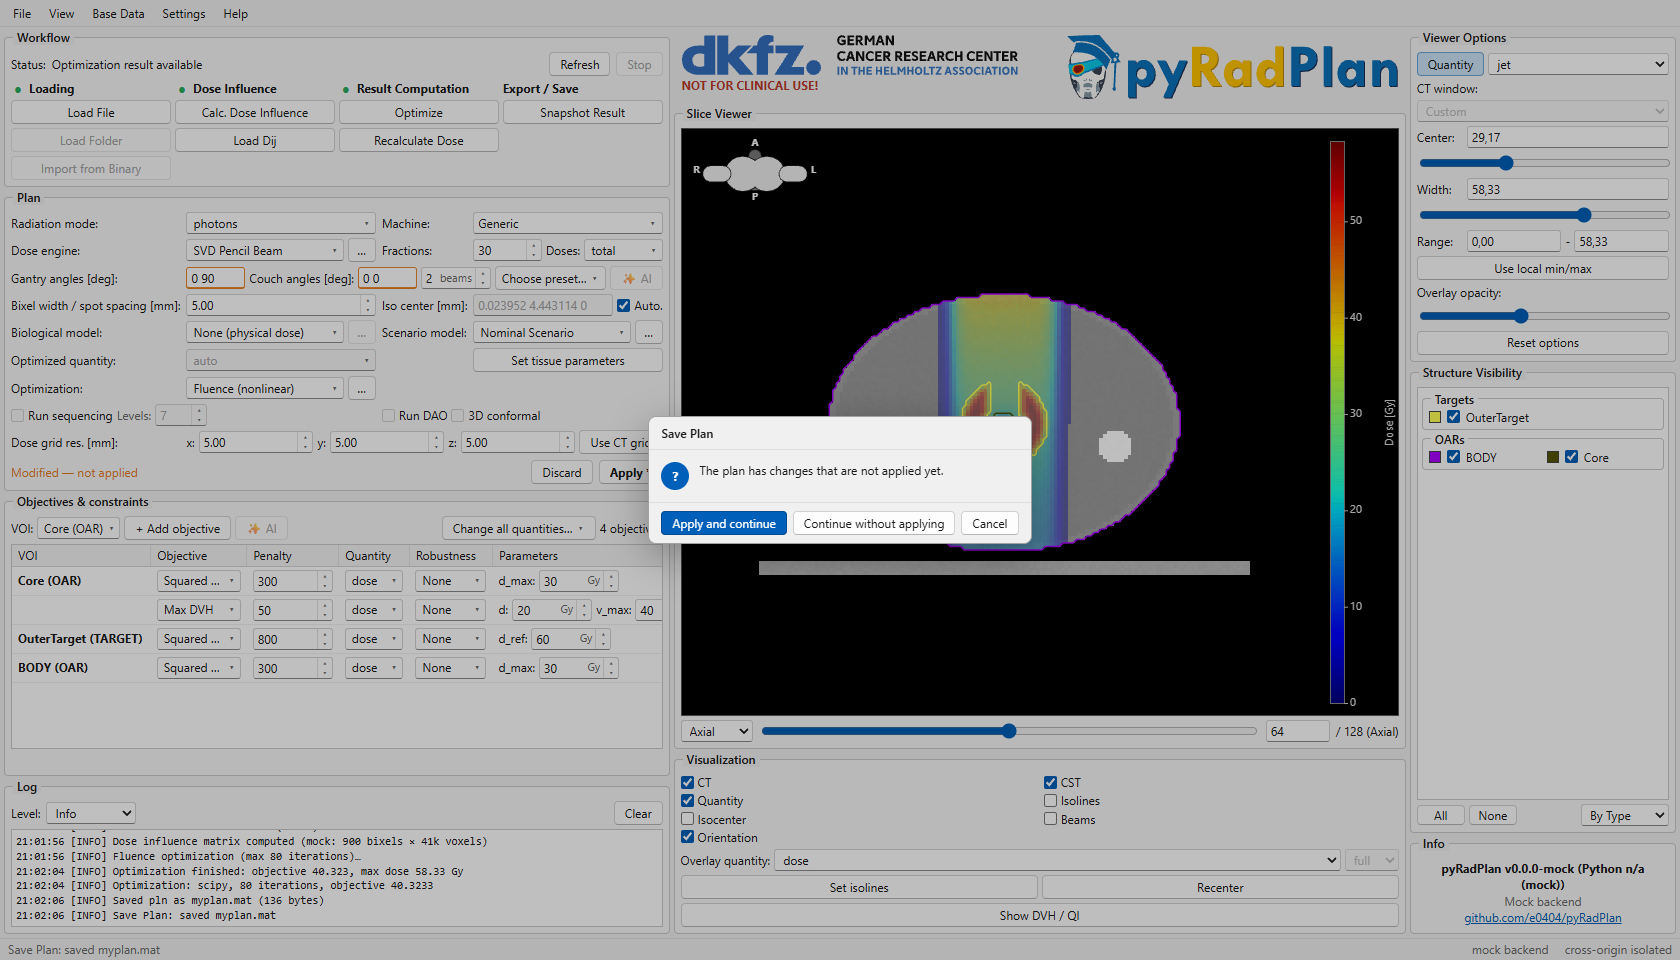 File View Base Data Settings Help
Workflow
Status: Optimization result available
Refresh Stop
Loading Dose Influence Result Computation Export / Save
Load File Calc. Dose Influence Optimize Snapshot Result
Load Folder Load Dij Recalculate Dose
Import from Binary
Plan
Radiation mode: photons Machine: Generic
Dose engine: SVD Pencil Beam ... Fractions: 30 Doses: total
Gantry angles [deg]: 0 90 Couch angles [deg]: 0 0 2 beams Choose preset... AI
Bixel width / spot spacing [mm]: 5.00 Iso center [mm]: 0.023952 4.443114 0 Auto.
Biological model: None (physical dose) ... Scenario model: Nominal Scenario ...
Optimized quantity: auto Set tissue parameters
Optimization: Fluence (nonlinear) ...
Run sequencing Levels: 7 Run DAO 3D conformal
Dose grid res. [mm]: x: 5.00 y: 5.00 z: 5.00 Use CT grid
Modified — not applied Discard Apply
Objectives & constraints
VOI: Core (OAR) + Add objective AI Change all quantities... 4 objectiv
VOI Objective Penalty Quantity Robustness Parameters
Core (OAR) Squared ... 300 dose None d_max: 30 Gy
Max DVH 50 dose None d: 20 Gy v_max: 40
OuterTarget (TARGET) Squared ... 800 dose None d_ref: 60 Gy
BODY (OAR) Squared ... 300 dose None d_max: 30 Gy
Log
Level: Info Clear
21:01:56 [INFO] Dose influence matrix computed (mock: 900 bixels × 41k voxels)
21:01:56 [INFO] Fluence optimization (max 80 iterations)…
21:02:04 [INFO] Optimization finished: objective 40.323, max dose 58.33 Gy
21:02:04 [INFO] Optimization: scipy, 80 iterations, objective 40.3233
21:02:06 [INFO] Saved pln as myplan.mat (136 bytes)
21:02:06 [INFO] Save Plan: saved myplan.mat
dkfz.
GERMAN
CANCER RESEARCH CENTER
IN THE HELMHOLTZ ASSOCIATION
NOT FOR CLINICAL USE!
pyRadPlan
Slice Viewer
A
R L
P
50
40
30
20
10
0
Dose [Gy]
Save Plan
? The plan has changes that are not applied yet.
Apply and continue Continue without applying Cancel
Axial 64 / 128 (Axial)
Visualization
CT CST
Quantity Isolines
Isocenter Beams
Orientation
Overlay quantity: dose full
Set isolines Recenter
Show DVH / QI
Viewer Options
Quantity jet
CT window:
Custom
Center: 29,17
Width: 58,33
Range: 0,00 - 58,33
Use local min/max
Overlay opacity:
Reset options
Structure Visibility
Targets
OuterTarget
OARs
BODY Core
All None By Type
Info
pyRadPlan v0.0.0-mock (Python n/a
(mock))
Mock backend
github.com/e0404/pyRadPlan
Save Plan: saved myplan.mat mock backend cross-origin isolated